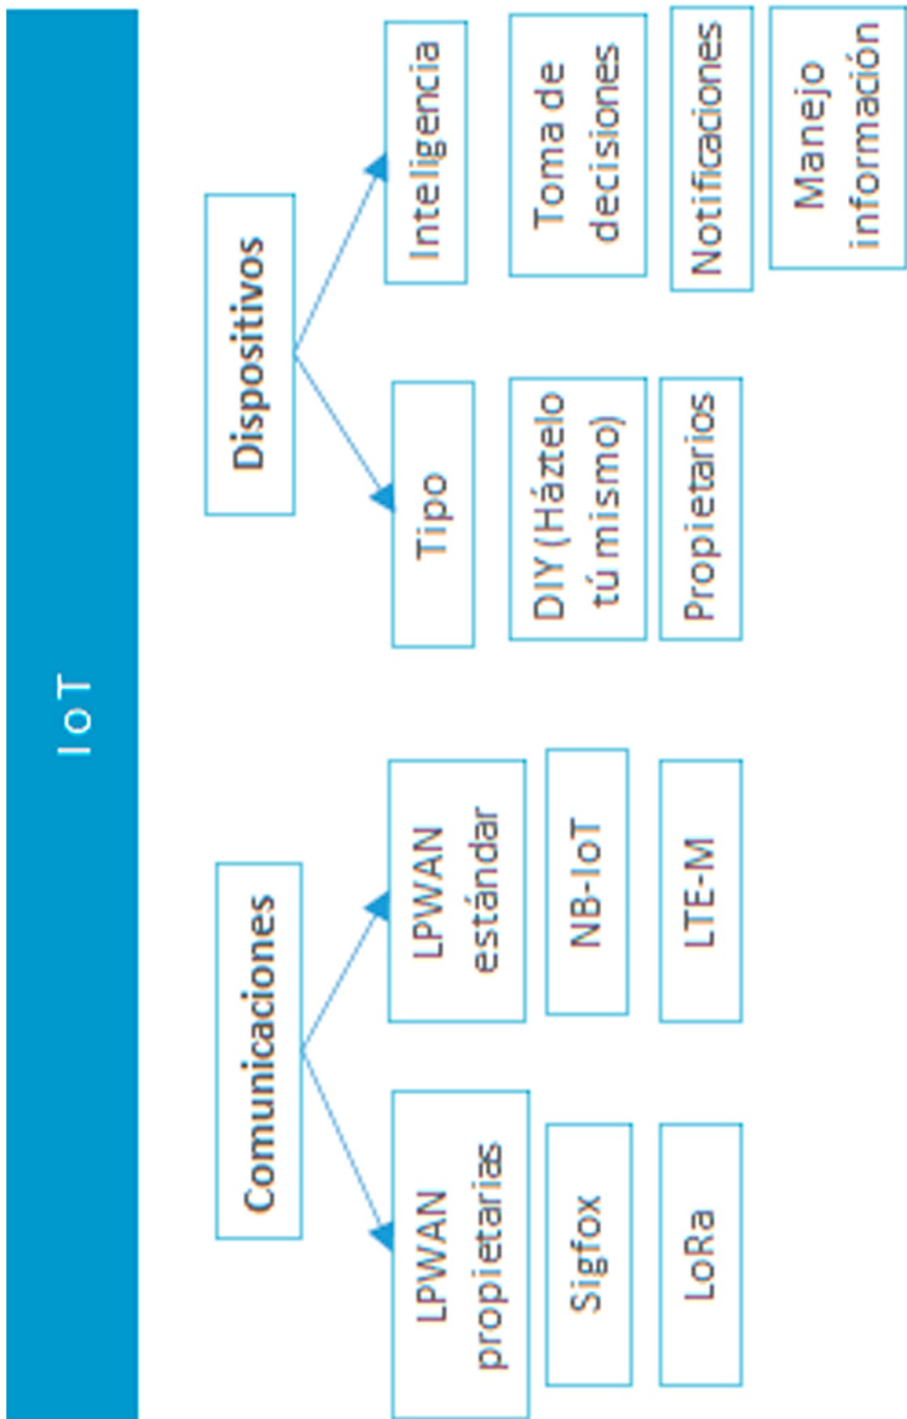 IoT
Comunicaciones
LPWAN
propietarias
Sigfox
LoRa
LPWAN
estándar
NB-IoT
LTE-M
Dispositivos
Tipo
DIY (Háztelo
tú mismo)
Propietarios
Inteligencia
Toma de
decisiones
Notificaciones
Manejo
información